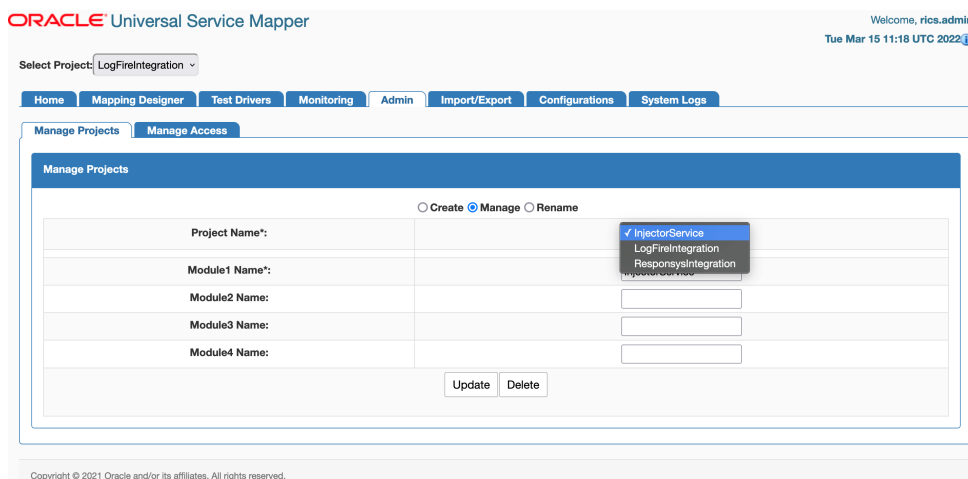 ORACLE® Universal Service Mapper
Welcome, rics.admin
Tue Mar 15 11:18 UTC 2022
Select Project: LogFireIntegration
Home Mapping Designer Test Drivers Monitoring Admin Import/Export Configurations System Logs
Manage Projects Manage Access
Manage Projects
Create Manage Rename
Project Name*: ✓ InjectorService
LogFireIntegration
ResponsysIntegration
Module1 Name*: InjectorService
Module2 Name:
Module3 Name:
Module4 Name:
Update Delete
Copyright © 2021 Oracle and/or its affiliates. All rights reserved.